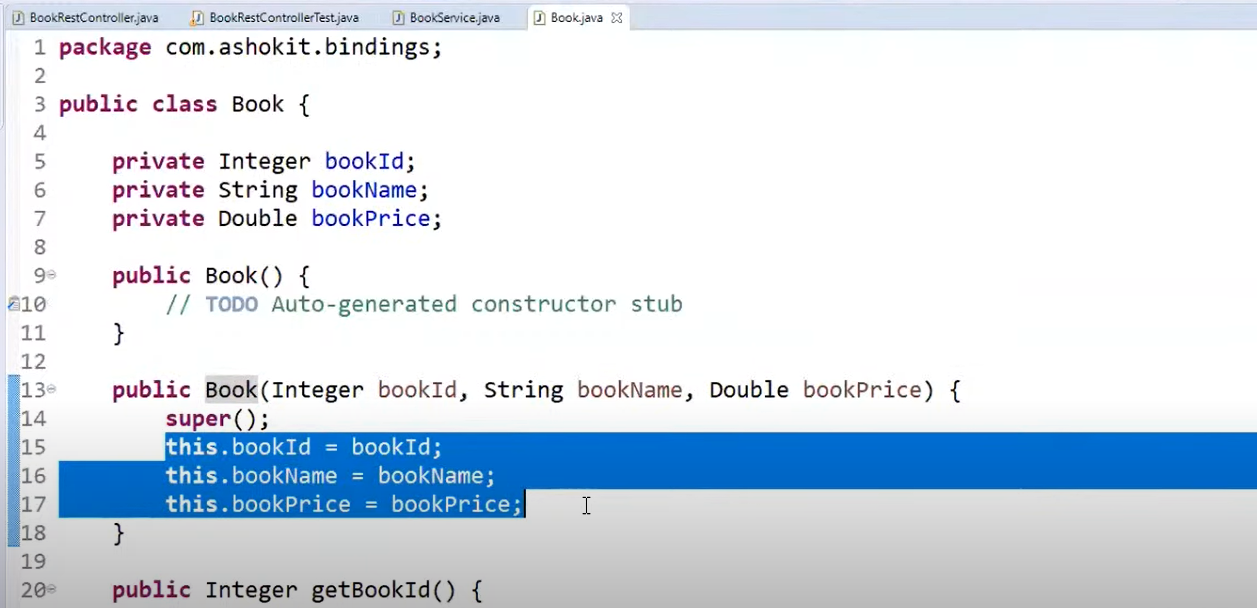 BookRestController.java BookRestControllerTest.java BookService.java Book.java
1 package com.ashokit.bindings;
2
3 public class Book {
4
5     private Integer bookId;
6     private String bookName;
7     private Double bookPrice;
8
9     public Book() {
10         // TODO Auto-generated constructor stub
11     }
12
13     public Book(Integer bookId, String bookName, Double bookPrice) {
14         super();
15         this.bookId = bookId;
16         this.bookName = bookName;
17         this.bookPrice = bookPrice;
18     }
19
20     public Integer getBookId() {